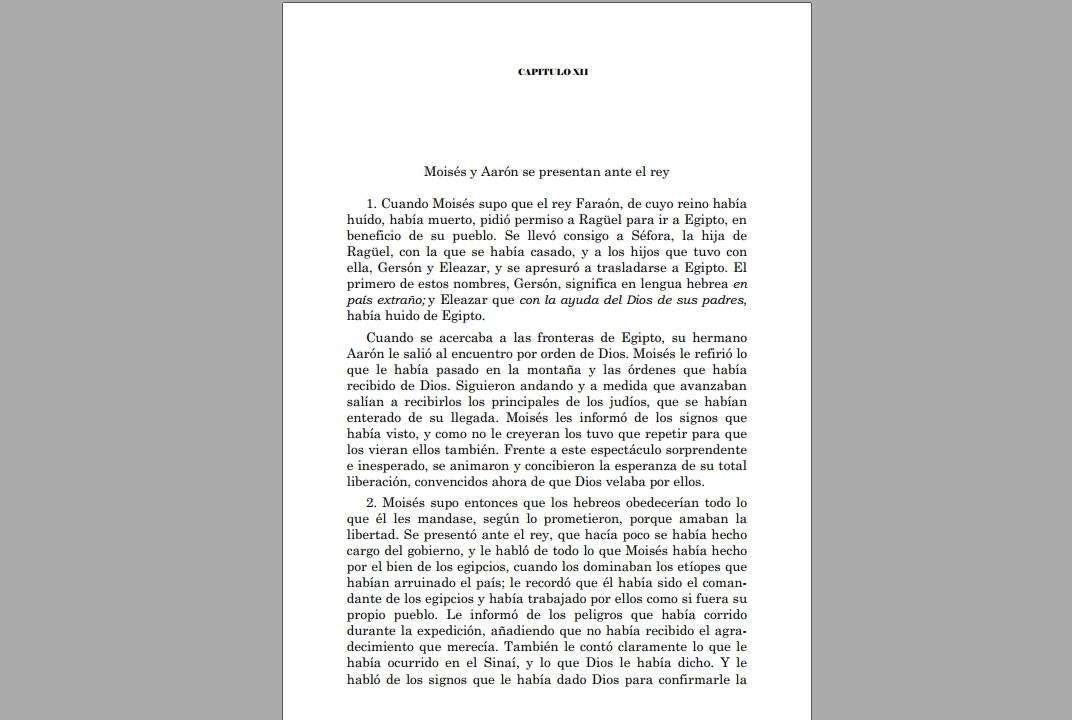 CAPITULO XII
Moisés y Aarón se presentan ante el rey
1. Cuando Moisés supo que el rey Faraón, de cuyo reino había
huído, había muerto, pidió permiso a Ragüel para ir a Egipto, en
beneficio de su pueblo. Se llevó consigo a Séfora, la hija de
Ragüel, con la que se había casado, y a los hijos que tuvo con
ella, Gersón y Eleazar, y se apresuró a trasladarse a Egipto. El
primero de estos nombres, Gersón, significa en lengua hebrea en
país extraño; y Eleazar que con la ayuda del Dios de sus padres,
había huido de Egipto.
Cuando se acercaba a las fronteras de Egipto, su hermano
Aarón le salió al encuentro por orden de Dios. Moisés le refirió lo
que le había pasado en la montaña y las órdenes que había
recibido de Dios. Siguieron andando y a medida que avanzaban
salían a recibirlos los principales de los judíos, que se habían
enterado de su llegada. Moisés les informó de los signos que
había visto, y como no le creyeran los tuvo que repetir para que
los vieran ellos también. Frente a este espectáculo sorprendente
e inesperado, se animaron y concibieron la esperanza de su total
liberación, convencidos ahora de que Dios velaba por ellos.
2. Moisés supo entonces que los hebreos obedecerían todo lo
que él les mandase, según lo prometieron, porque amaban la
libertad. Se presentó ante el rey, que hacía poco se había hecho
cargo del gobierno, y le habló de todo lo que Moisés había hecho
por el bien de los egipcios, cuando los dominaban los etíopes que
habían arruinado el país; le recordó que él había sido el coman-
dante de los egipcios y había trabajado por ellos como si fuera su
propio pueblo. Le informó de los peligros que había corrido
durante la expedición, añadiendo que no había recibido el agra-
decimiento que merecía. También le contó claramente lo que le
había ocurrido en el Sinaí, y lo que Dios le había dicho. Y le
habló de los signos que le había dado Dios para confirmarle la